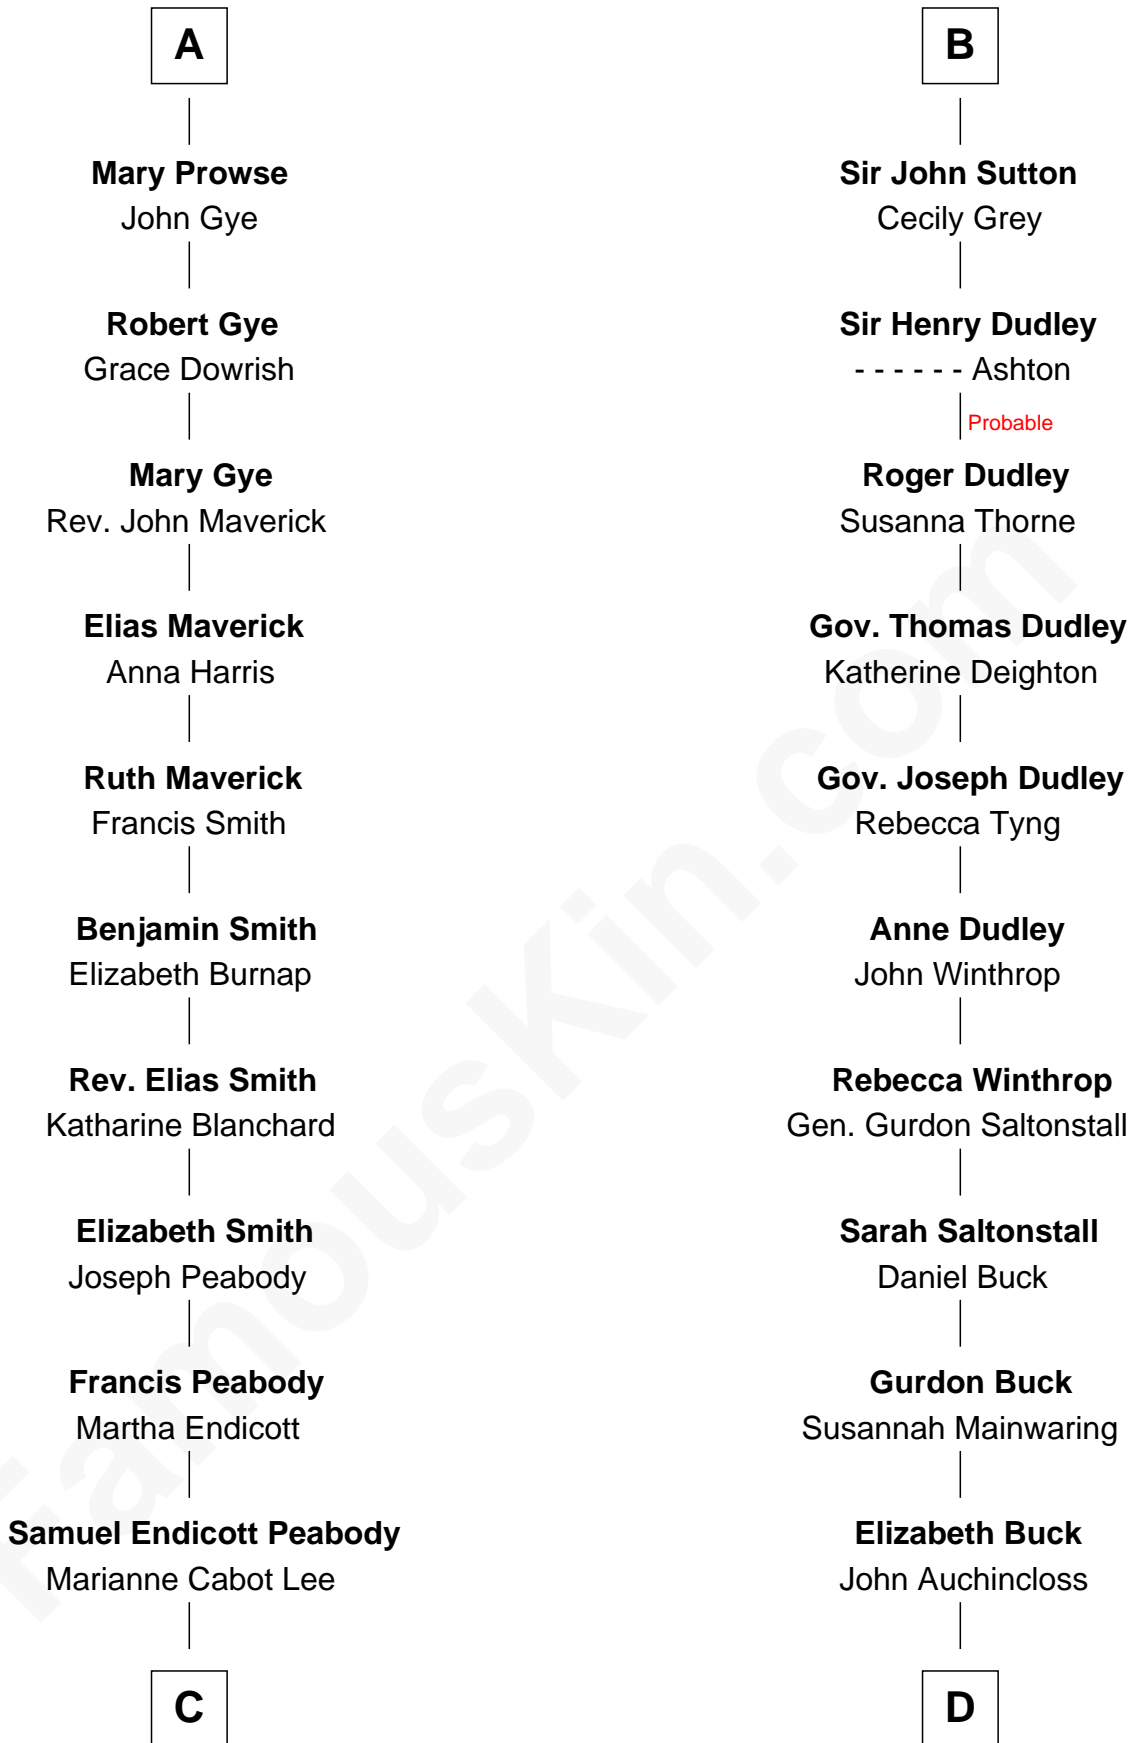 A
Mary Prowse
John Gye
Robert Gye
Grace Dowrish
Mary Gye
Rev. John Maverick
Elias Maverick
Anna Harris
Ruth Maverick
Francis Smith
Benjamin Smith
Elizabeth Burnap
Rev. Elias Smith
Katharine Blanchard
Elizabeth Smith
Joseph Peabody
Francis Peabody
Martha Endicott
Samuel Endicott Peabody
Marianne Cabot Lee
C
B
Sir John Sutton
Cecily Grey
Sir Henry Dudley
- - - - - - Ashton
Probable
Roger Dudley
Susanna Thorne
Gov. Thomas Dudley
Katherine Deighton
Gov. Joseph Dudley
Rebecca Tyng
Anne Dudley
John Winthrop
Rebecca Winthrop
Gen. Gurdon Saltonstall
Sarah Saltonstall
Daniel Buck
Gurdon Buck
Susannah Mainwaring
Elizabeth Buck
John Auchincloss
D
FamousKin.com